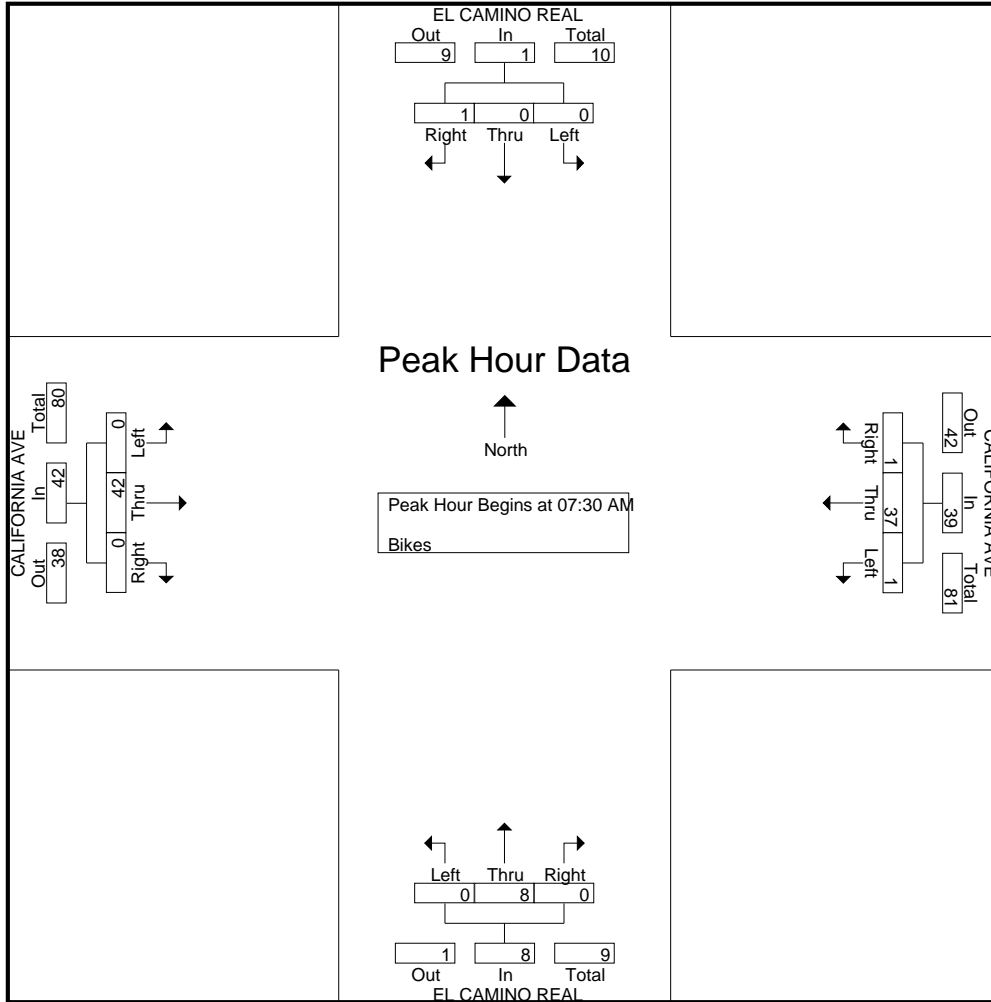 EL CAMINO REAL
Out In Total
9 1 10
1 0 0
Right Thru Left
Peak Hour Data
North
Peak Hour Begins at 07:30 AM
Bikes
CALIFORNIA AVE
Out In Total
38 42 80
0 42 0
Left Thru Right
CALIFORNIA AVE
Out In Total
42 39 81
1 37 1
Right Thru Left
Left Thru Right
0 8 0
1 8 9
Out In Total
EL CAMINO REAL